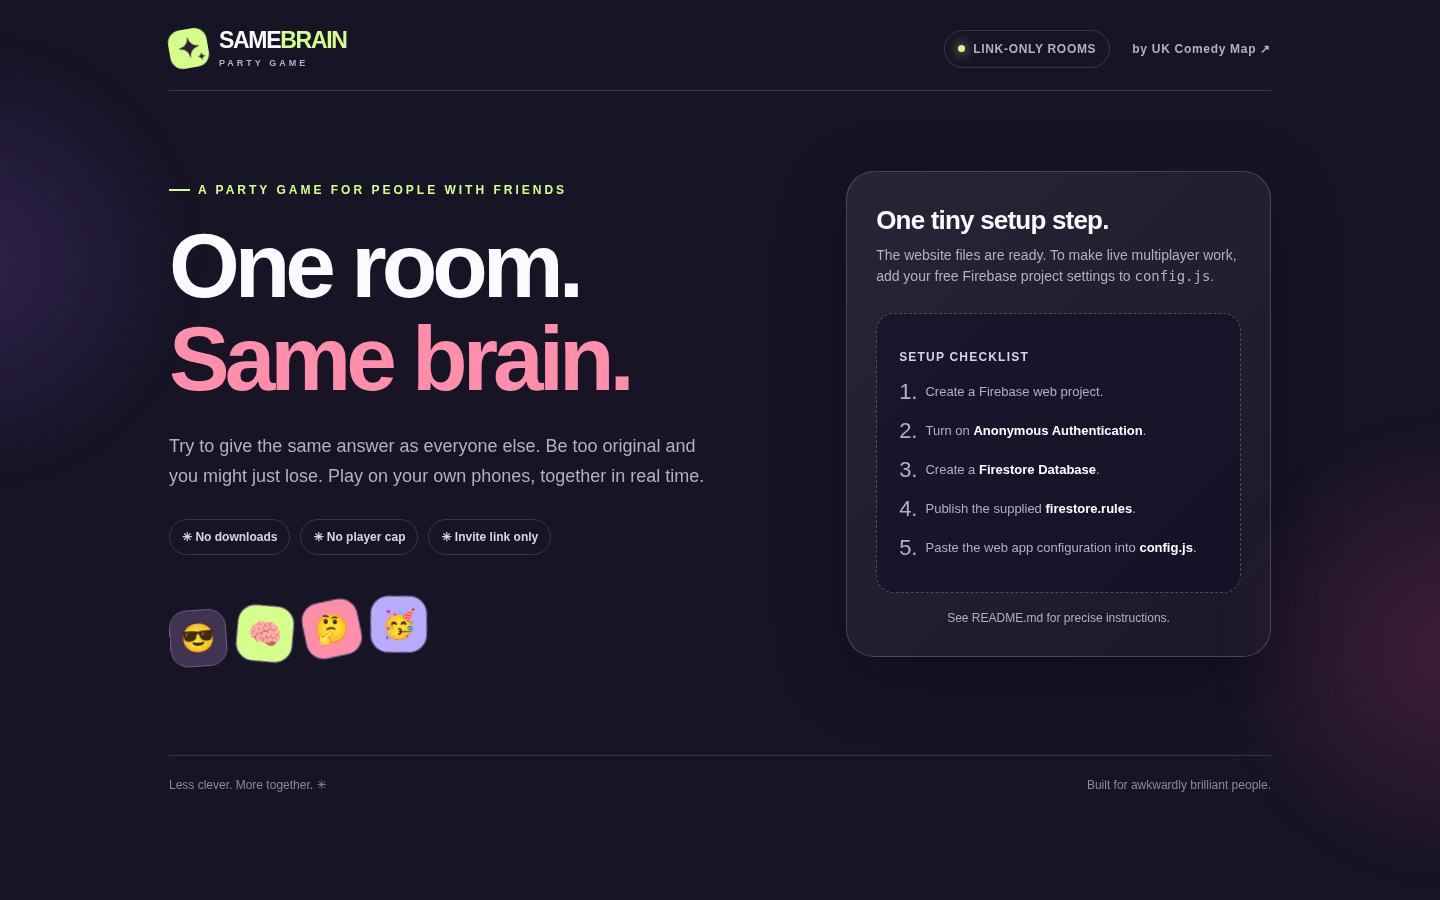 SAMEBRAIN
PARTY GAME
LINK-ONLY ROOMS
by UK Comedy Map ↗
A PARTY GAME FOR PEOPLE WITH FRIENDS
One room.
Same brain.
Try to give the same answer as everyone else. Be too original and
you might just lose. Play on your own phones, together in real time.
✳ No downloads
✳ No player cap
✳ Invite link only
One tiny setup step.
The website files are ready. To make live multiplayer work,
add your free Firebase project settings to config.js.
SETUP CHECKLIST
1. Create a Firebase web project.
2. Turn on Anonymous Authentication.
3. Create a Firestore Database.
4. Publish the supplied firestore.rules.
5. Paste the web app configuration into config.js.
See README.md for precise instructions.
Less clever. More together. ✳
Built for awkwardly brilliant people.